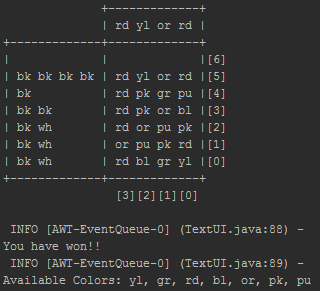 +-------------+
| rd yl or rd |
+-------------+-------------+
|             |             |[6]
| bk bk bk bk | rd yl or rd |[5]
| bk          | rd pk gr pu |[4]
| bk bk       | rd pk or bl |[3]
| bk wh       | rd or pu pk |[2]
| bk wh       | or pu pk rd |[1]
| bk wh       | rd bl gr yl |[0]
+-------------+-------------+
[3][2][1][0]
INFO [AWT-EventQueue-0] (TextUI.java:88) -
You have won!!
INFO [AWT-EventQueue-0] (TextUI.java:89) -
Available Colors: yl, gr, rd, bl, or, pk, pu